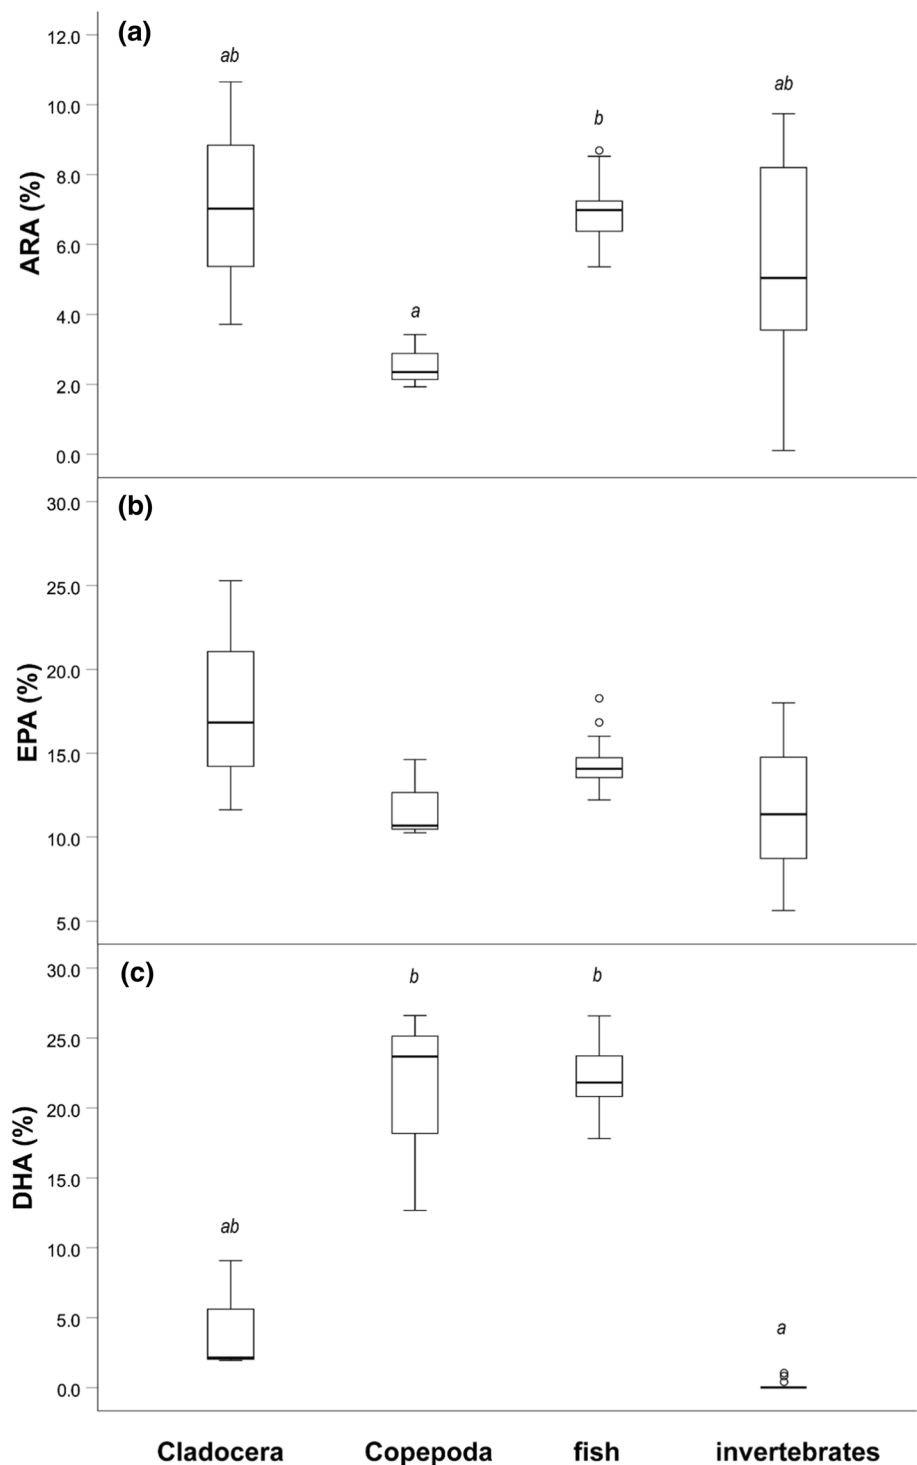 (a)
12.0
10.0
8.0
6.0
4.0
2.0
0.0
ARA (%)
ab
a
b
ab
(b)
30.0
25.0
20.0
15.0
10.0
5.0
EPA (%)
(c)
30.0
25.0
20.0
15.0
10.0
5.0
0.0
DHA (%)
ab
b
b
a
Cladocera Copepoda fish invertebrates